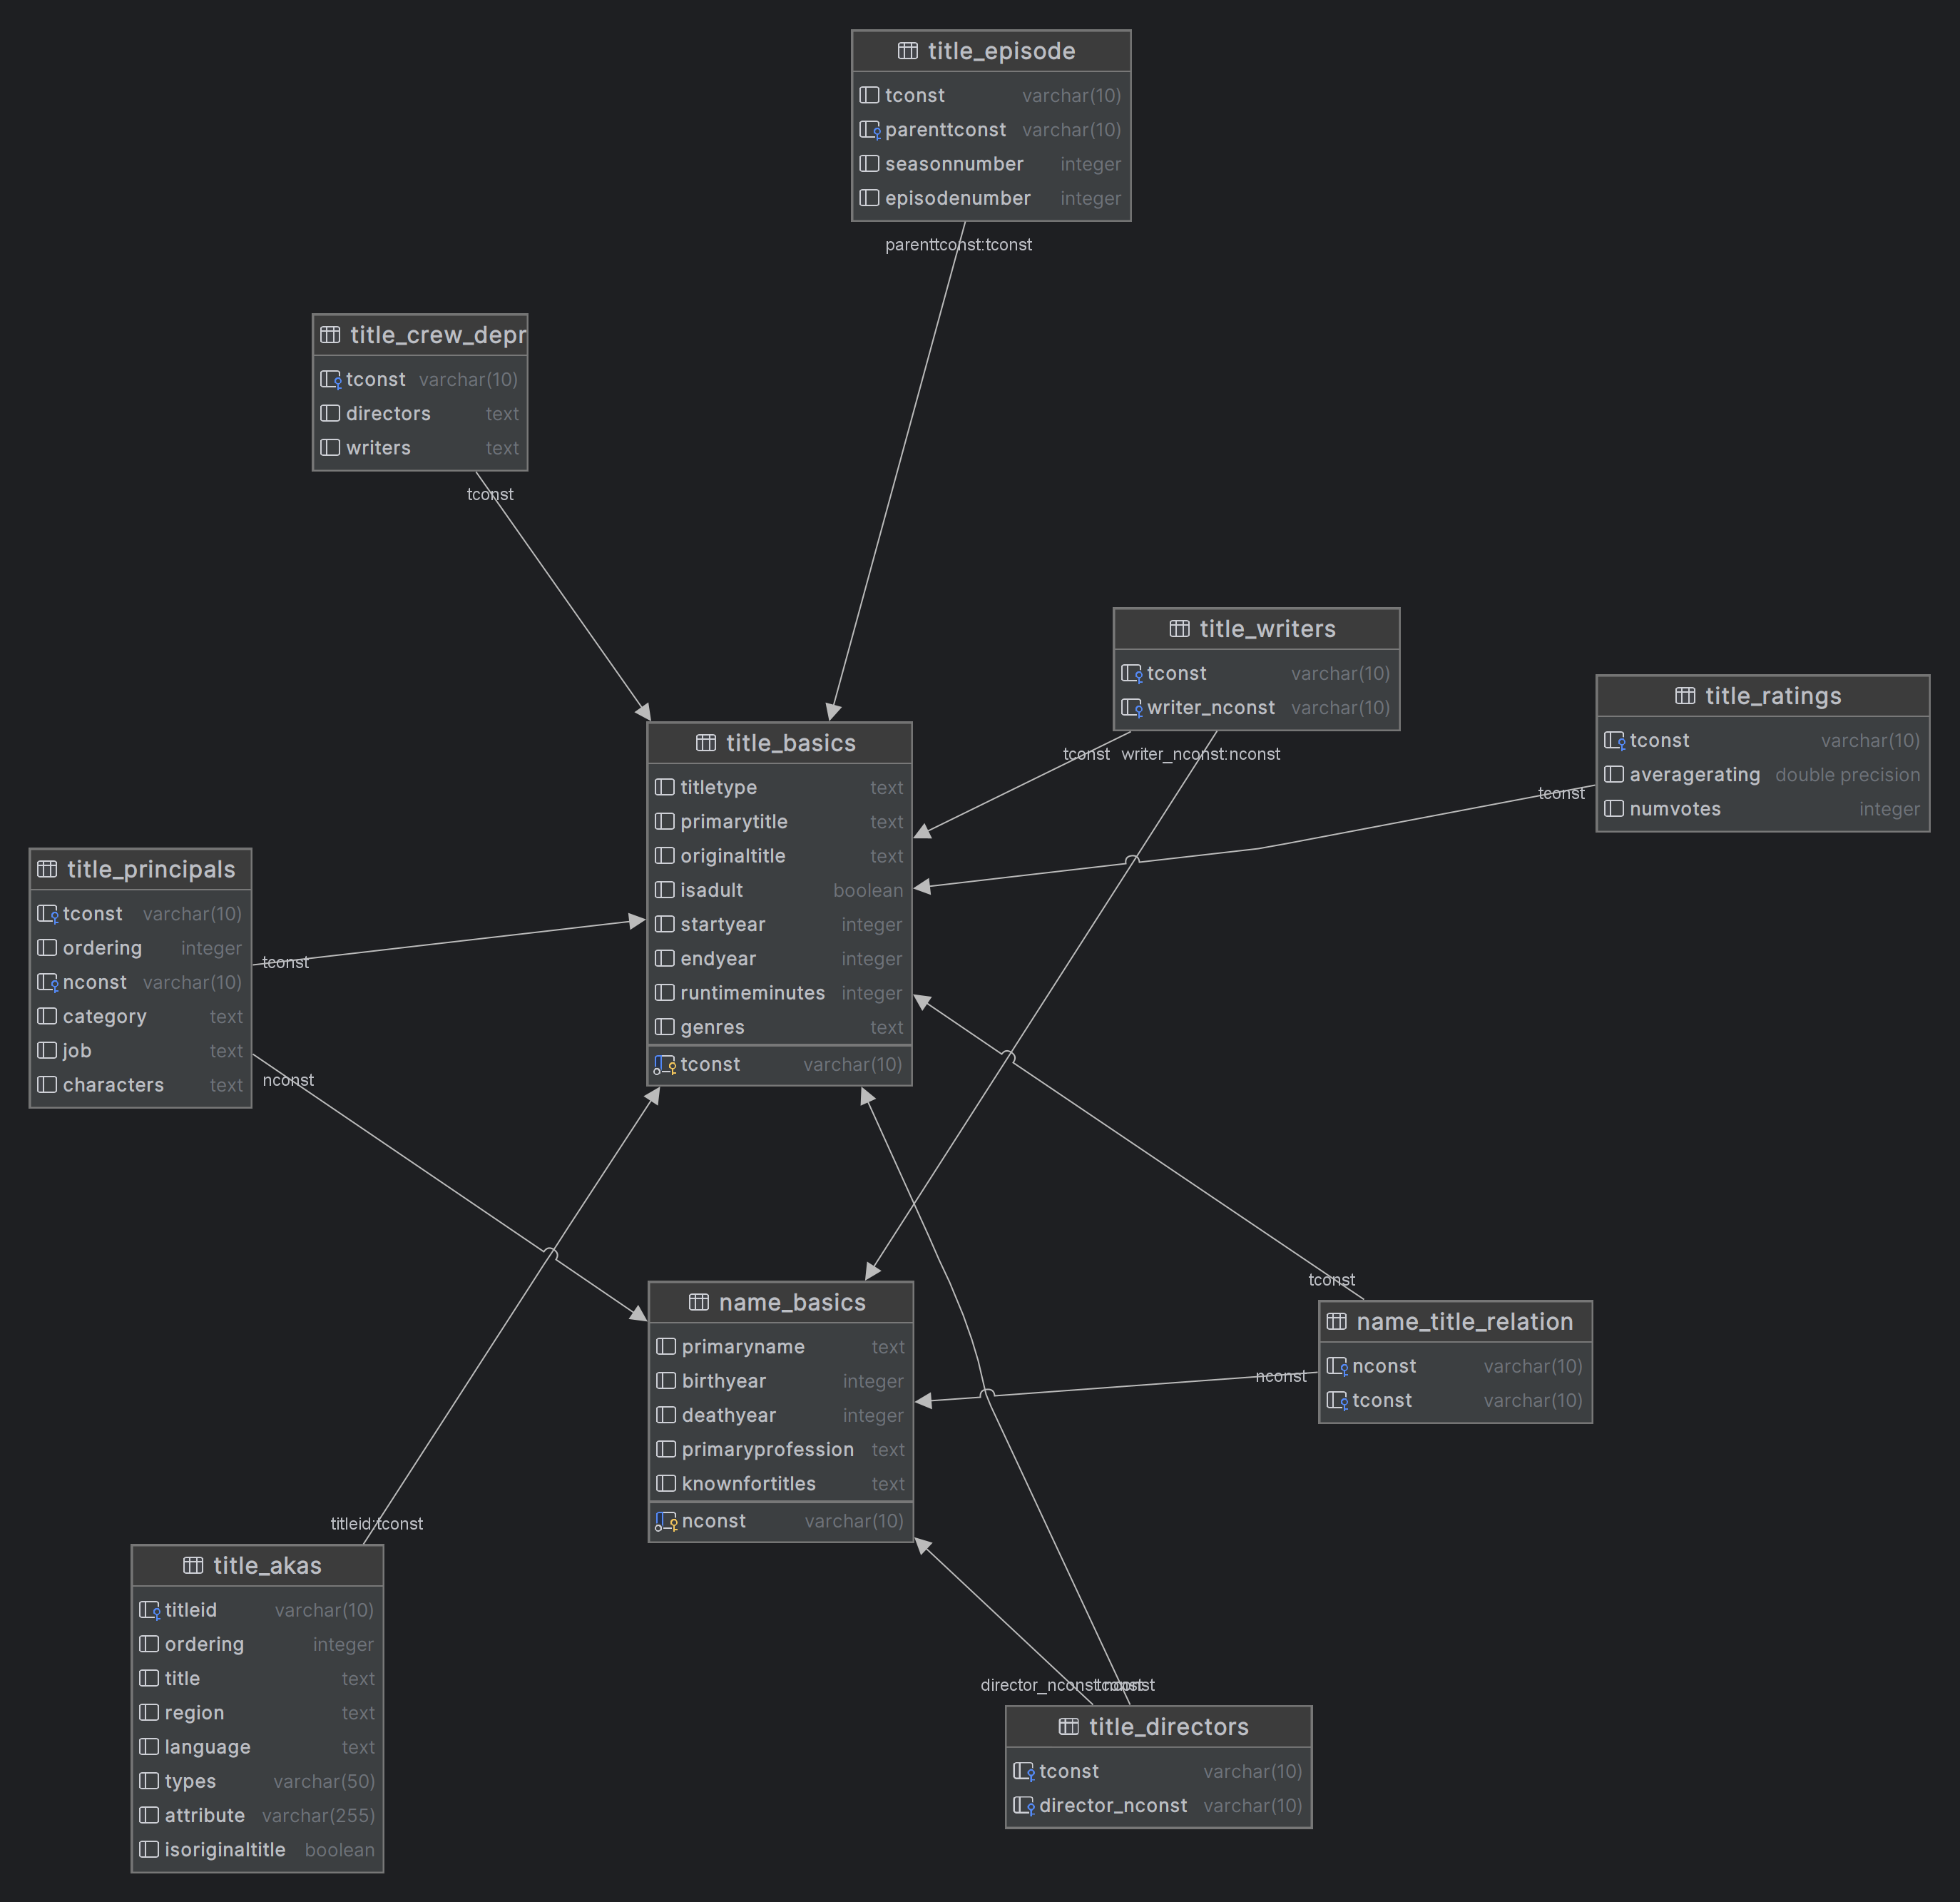 title_episode
tconst varchar(10)
parenttconst varchar(10)
seasonnumber integer
episodenumber integer
parenttconst:tconst
title_crew_depr
tconst varchar(10)
directors text
writers text
tconst
title_writers
tconst varchar(10)
writer_nconst varchar(10)
tconst writer_nconst:nconst
title_ratings
tconst varchar(10)
averagerating double precision
numvotes integer
tconst
title_basics
titletype text
primarytitle text
originaltitle text
isadult boolean
startyear integer
endyear integer
runtimeminutes integer
genres text
tconst varchar(10)
title_principals
tconst varchar(10)
ordering integer
nconst varchar(10)
category text
job text
characters text
tconst
nconst
name_basics
primaryname text
birthyear integer
deathyear integer
primaryprofession text
knownfortitles text
nconst varchar(10)
tconst
name_title_relation
nconst varchar(10)
tconst varchar(10)
nconst
titleid:tconst
title_akas
titleid varchar(10)
ordering integer
title text
region text
language text
types varchar(50)
attribute varchar(255)
isoriginaltitle boolean
title_directors
tconst varchar(10)
director_nconst varchar(10)